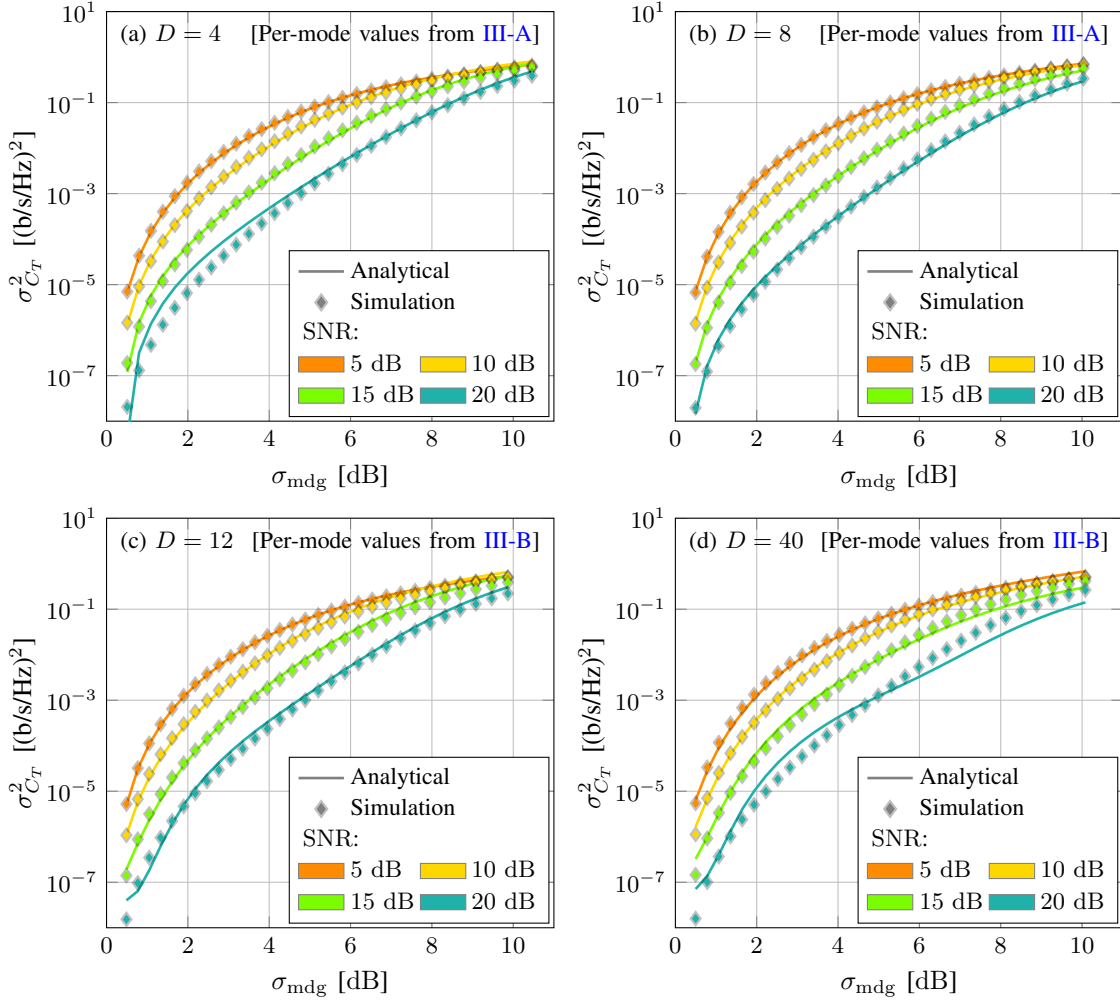 (a) D = 4 [Per-mode values from III-A]
10^1
10^−1
10^−3
10^−5
10^−7
σ²_{C_T} [(b/s/Hz)²]
Analytical
Simulation
SNR:
5 dB 10 dB
15 dB 20 dB
0 2 4 6 8 10
σ_mdg [dB]
(b) D = 8 [Per-mode values from III-A]
10^1
10^−1
10^−3
10^−5
10^−7
σ²_{C_T} [(b/s/Hz)²]
Analytical
Simulation
SNR:
5 dB 10 dB
15 dB 20 dB
0 2 4 6 8 10
σ_mdg [dB]
(c) D = 12 [Per-mode values from III-B]
10^1
10^−1
10^−3
10^−5
10^−7
σ²_{C_T} [(b/s/Hz)²]
Analytical
Simulation
SNR:
5 dB 10 dB
15 dB 20 dB
0 2 4 6 8 10
σ_mdg [dB]
(d) D = 40 [Per-mode values from III-B]
10^1
10^−1
10^−3
10^−5
10^−7
σ²_{C_T} [(b/s/Hz)²]
Analytical
Simulation
SNR:
5 dB 10 dB
15 dB 20 dB
0 2 4 6 8 10
σ_mdg [dB]